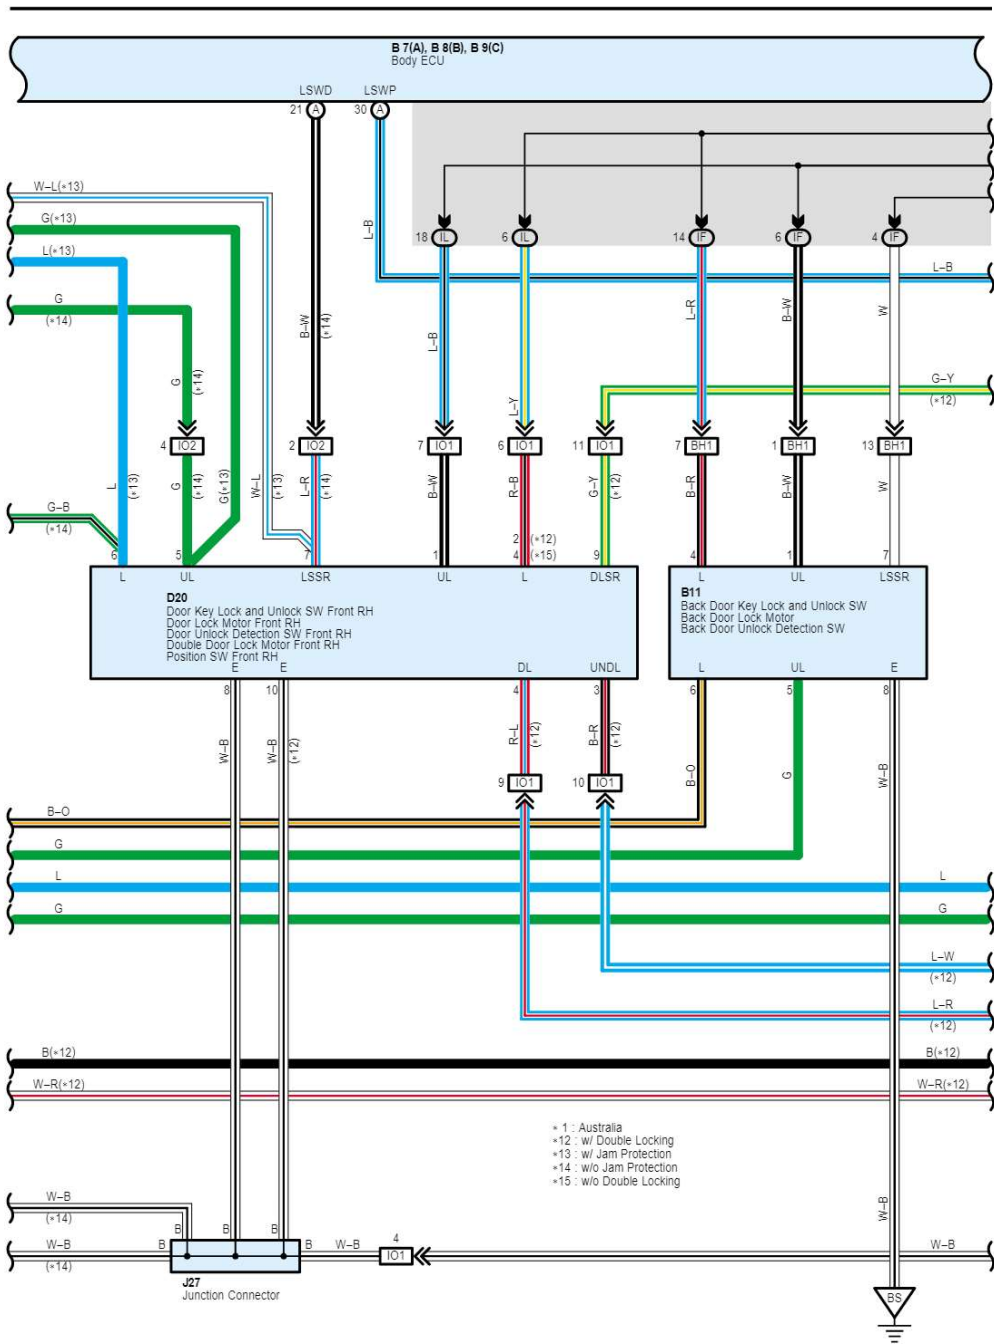 B 7(A), B 8(B), B 9(C)
Body ECU
LSWD LSWP
21 A 30 A
W–L(∗13)
G(∗13)
L–B
18 IL 6 IL 14 IF 6 IF 4 IF
L(∗13)
L–B
G
(∗14)
B–W
(∗14)
L–B
L–R
B–W
W
G
(∗14)
L–Y
G–Y
(∗12)
4 IO2 2 IO2 7 IO1 6 IO1 11 IO1 7 BH1 1 BH1 13 BH1
L
(∗13)
G
(∗14)
G(∗13)
W–L
(∗13)
L–R
(∗14)
B–W
R–B
G–Y
(∗12)
B–R
B–W
W
G–B
(∗14)
2 (∗12)
6 5 7 1 4 (∗15) 9 4 1 7
L UL LSSR UL L DLSR L UL LSSR
D20
Door Key Lock and Unlock SW Front RH
Door Lock Motor Front RH
Door Unlock Detection SW Front RH
Double Door Lock Motor Front RH
Position SW Front RH
B11
Back Door Key Lock and Unlock SW
Back Door Lock Motor
Back Door Unlock Detection SW
E E DL UNDL L UL E
8 10 4 3 6 5 8
W–B
W–B
(∗12)
R–L
(∗12)
B–R
(∗12)
B–O
G
W–B
9 IO1 10 IO1
B–O
G
L L
G G
L–W
(∗12)
L–R
(∗12)
B(∗12) B(∗12)
W–R(∗12) W–R(∗12)
∗ 1 : Australia
∗12 : w/ Double Locking
∗13 : w/ Jam Protection
∗14 : w/o Jam Protection
∗15 : w/o Double Locking
W–B
(∗14)
W–B
B B B
4
W–B B B W–B IO1 W–B
(∗14)
J27
Junction Connector
BS